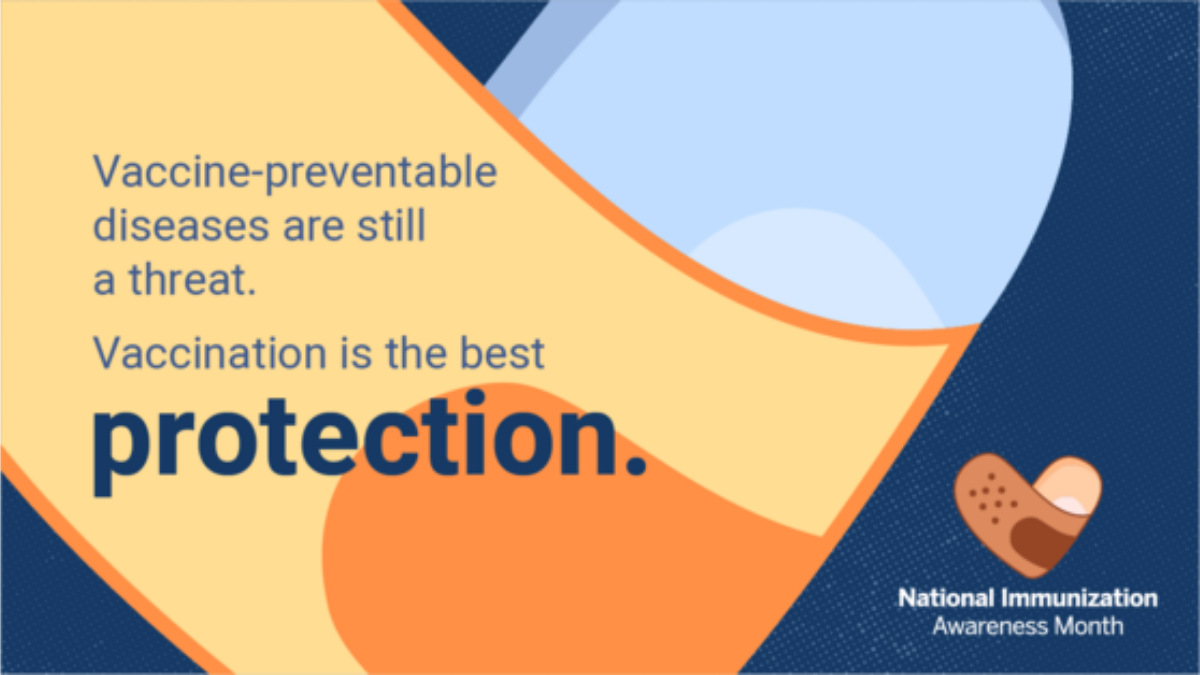 Vaccine-preventable
diseases are still
a threat.
Vaccination is the best
protection.
National Immunization
Awareness Month